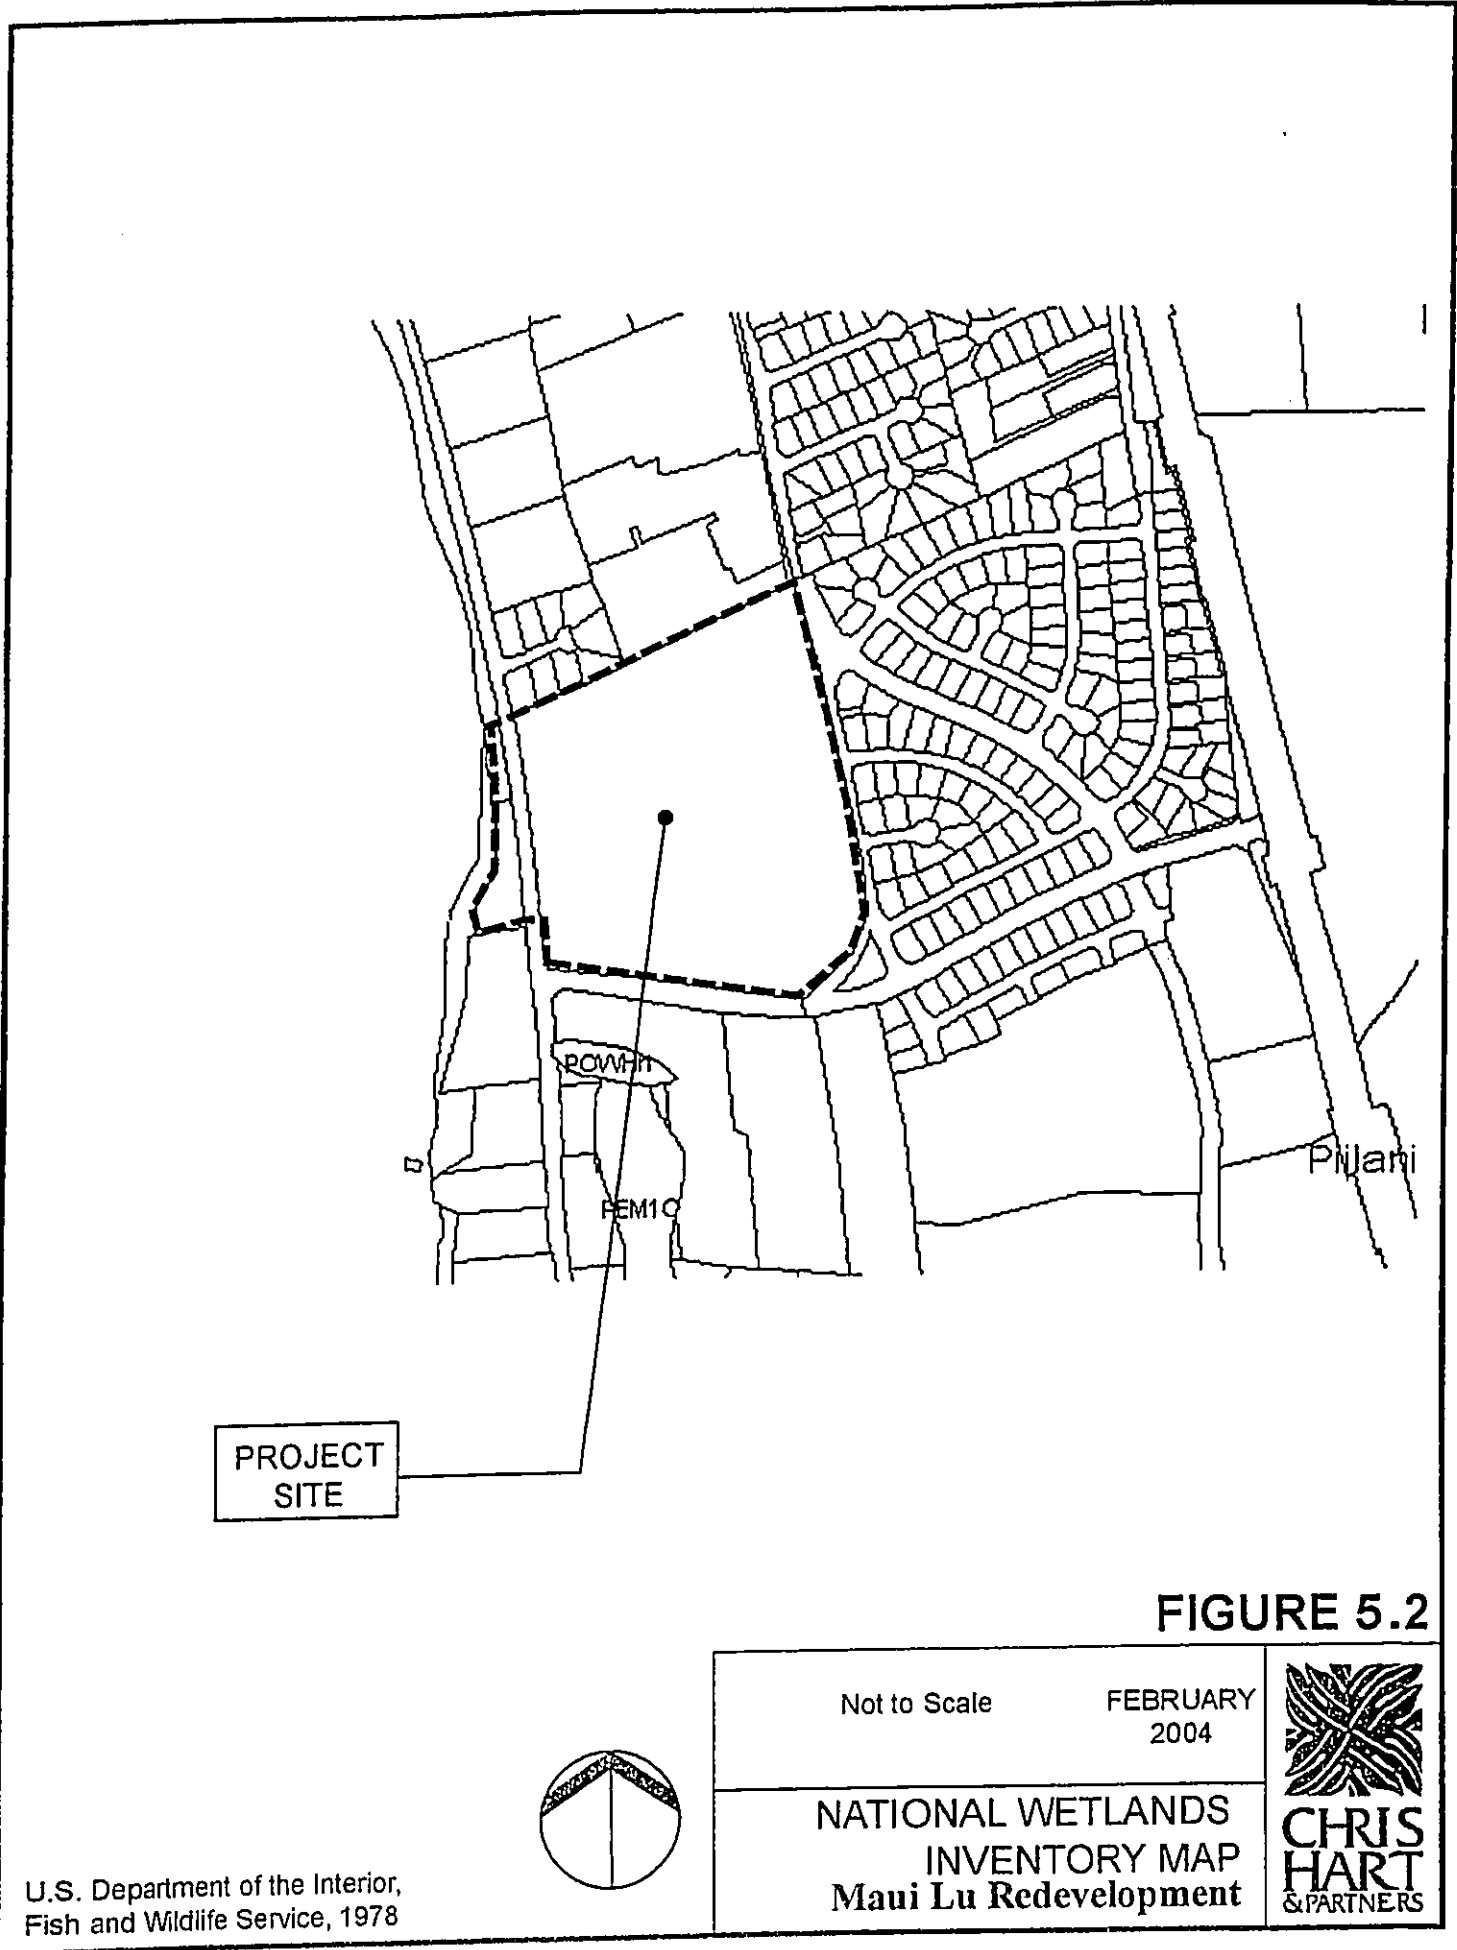 POWHh
PEM1C
Piilani
PROJECT
SITE
FIGURE 5.2
Not to Scale
FEBRUARY
2004
NATIONAL WETLANDS
INVENTORY MAP
Maui Lu Redevelopment
CHRIS
HART
& PARTNERS
U.S. Department of the Interior,
Fish and Wildlife Service, 1978